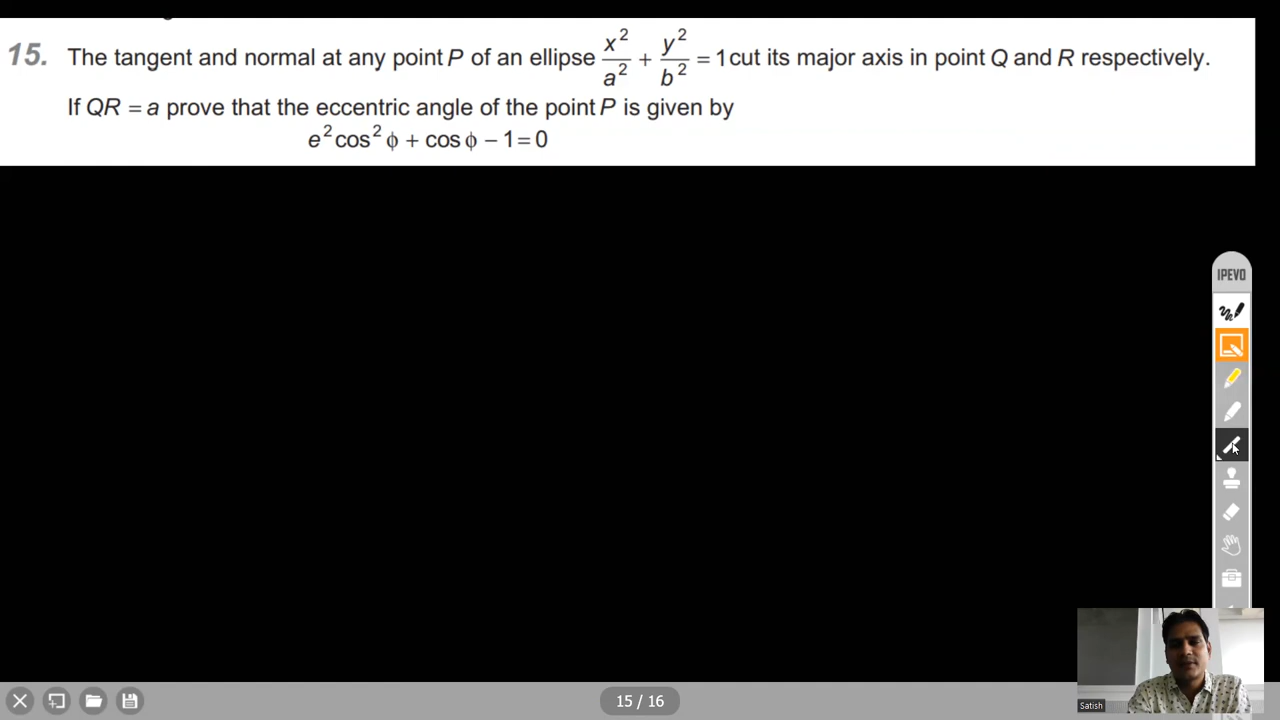 15. The tangent and normal at any point P of an ellipse x²/a² + y²/b² = 1 cut its major axis in point Q and R respectively.
If QR = a prove that the eccentric angle of the point P is given by
e² cos² ϕ + cos ϕ − 1 = 0
IPEVO
Satish
15 / 16